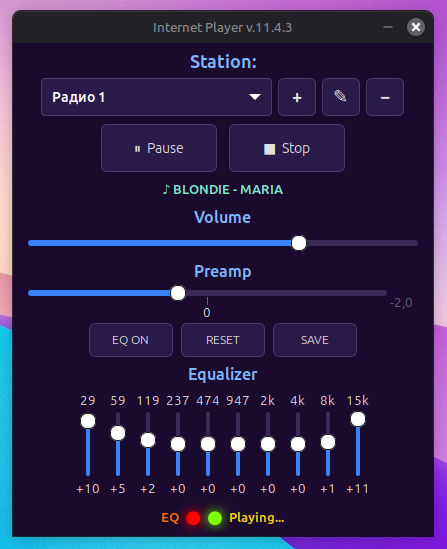 Internet Player v.11.4.3
Station:
Радио 1 + ✎ −
⏸ Pause ■ Stop
♪ BLONDIE - MARIA
Volume
Preamp
-2,0
0
EQ ON RESET SAVE
Equalizer
29 59 119 237 474 947 2k 4k 8k 15k
+10 +5 +2 +0 +0 +0 +0 +0 +1 +11
EQ Playing...